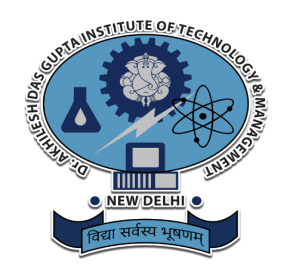 Dr. AKHILESH DAS GUPTA INSTITUTE OF TECHNOLOGY & MANAGEMENT
NEW DELHI
विद्या सर्वस्य भूषणम्